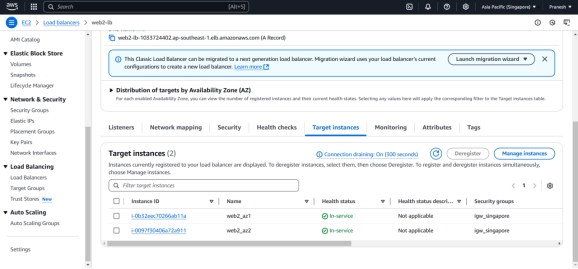 aws
Search
[Alt+S]
Asia Pacific (Singapore)
Pranesh
EC2 > Load balancers > web2-lb
AMI Catalog
Elastic Block Store
Volumes
Snapshots
Lifecycle Manager
Network & Security
Security Groups
Elastic IPs
Placement Groups
Key Pairs
Network Interfaces
Load Balancing
Load Balancers
Target Groups
Trust Stores New
Auto Scaling
Auto Scaling Groups
Settings
web2-lb-1033724402.ap-southeast-1.elb.amazonaws.com (A Record)
This Classic Load Balancer can be migrated to a next generation load balancer. Migration wizard uses your load balancer's current
configurations to create a new load balancer. Learn more
Launch migration wizard
Distribution of targets by Availability Zone (AZ)
For each enabled Availability Zone, you can view the number of registered instances and their current health states. Selecting any values here will apply the corresponding filter to the Target instances table.
Listeners Network mapping Security Health checks Target instances Monitoring Attributes Tags
Target instances (2)
Connection draining: On (300 seconds)
Deregister
Manage instances
Instances currently registered to your load balancer are displayed. To deregister instances, select them, then choose Deregister. To register and deregister instances simultaneously,
choose Manage instances.
Filter target instances
1
Instance ID Name Health status Health status descri... Security groups
i-0b32eec70266ab11a web2_az1 In-service Not applicable igw_singapore
i-0097f30406a72a911 web2_az2 In-service Not applicable igw_singapore